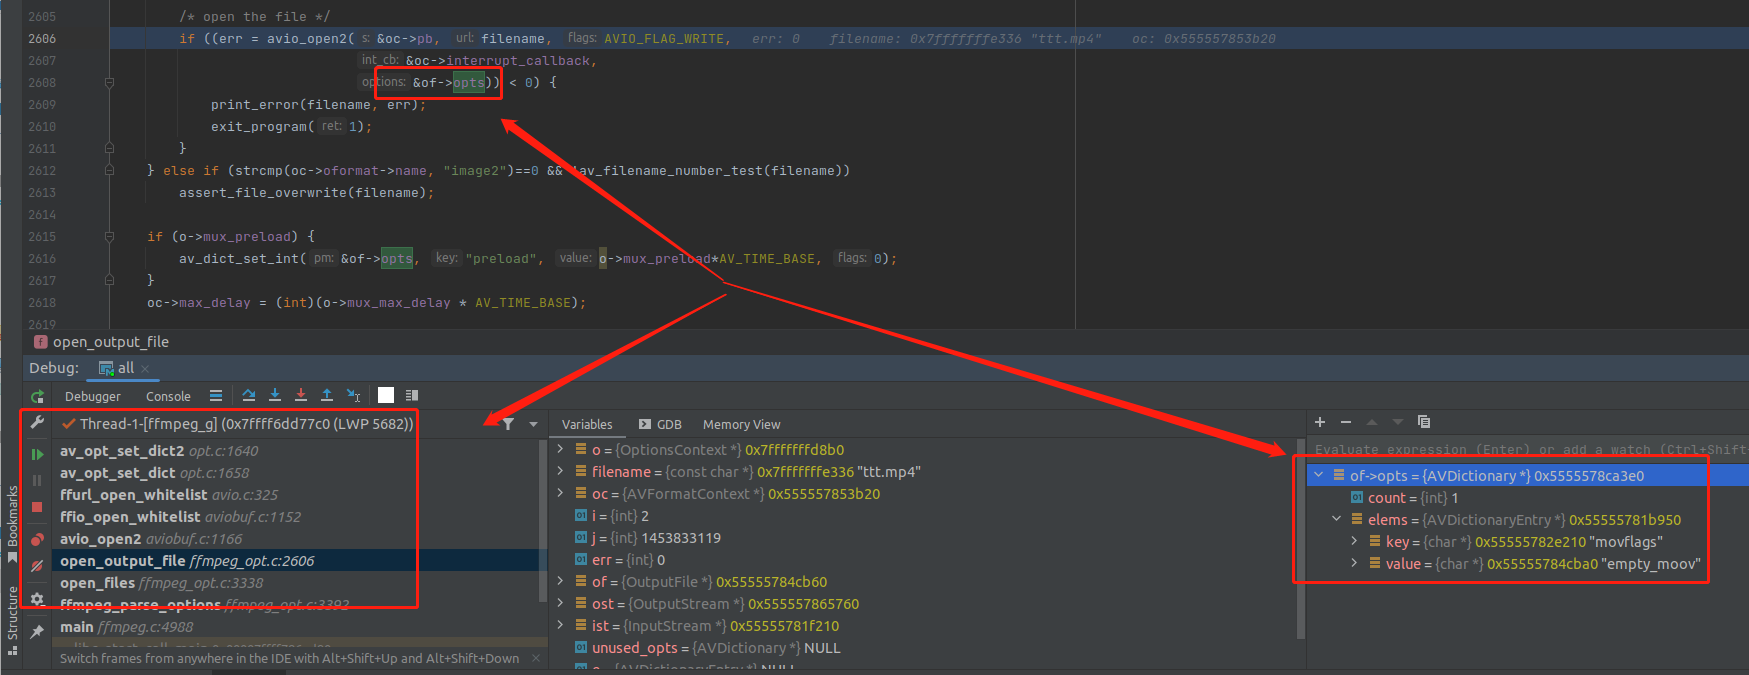 2605 /* open the file */
2606 if ((err = avio_open2( s: &oc->pb, url: filename, flags: AVIO_FLAG_WRITE, err: 0 filename: 0x7fffffffe336 "ttt.mp4" oc: 0x555557853b20
2607 int_cb: &oc->interrupt_callback,
2608 options: &of->opts)) < 0) {
2609 print_error(filename, err);
2610 exit_program( ret: 1);
2611 }
2612 } else if (strcmp(oc->oformat->name, "image2")==0 && !av_filename_number_test(filename))
2613 assert_file_overwrite(filename);
2614
2615 if (o->mux_preload) {
2616 av_dict_set_int( pm: &of->opts, key: "preload", value: o->mux_preload*AV_TIME_BASE, flags: 0);
2617 }
2618 oc->max_delay = (int)(o->mux_max_delay * AV_TIME_BASE);
2619
f open_output_file
Debug: all
Debugger Console
Thread-1-[ffmpeg_g] (0x7ffff6dd77c0 (LWP 5682))
av_opt_set_dict2 opt.c:1640
av_opt_set_dict opt.c:1658
ffurl_open_whitelist avio.c:325
ffio_open_whitelist aviobuf.c:1152
avio_open2 aviobuf.c:1166
open_output_file ffmpeg_opt.c:2606
open_files ffmpeg_opt.c:3338
ffmpeg_parse_options ffmpeg_opt.c:3392
main ffmpeg.c:4988
Switch frames from anywhere in the IDE with Alt+Shift+Up and Alt+Shift+Down
Bookmarks
Structure
Variables GDB Memory View
o = {OptionsContext *} 0x7fffffffd8b0
filename = {const char *} 0x7fffffffe336 "ttt.mp4"
oc = {AVFormatContext *} 0x555557853b20
i = {int} 2
j = {int} 1453833119
err = {int} 0
of = {OutputFile *} 0x55555784cb60
ost = {OutputStream *} 0x555557865760
ist = {InputStream *} 0x55555781f210
unused_opts = {AVDictionary *} NULL
e = {AVDictionaryEntry *} NULL
Evaluate expression (Enter) or add a watch (Ctrl+Shift
of->opts = {AVDictionary *} 0x5555578ca3e0
count = {int} 1
elems = {AVDictionaryEntry *} 0x55555781b950
key = {char *} 0x55555782e210 "movflags"
value = {char *} 0x55555784cba0 "empty_moov"